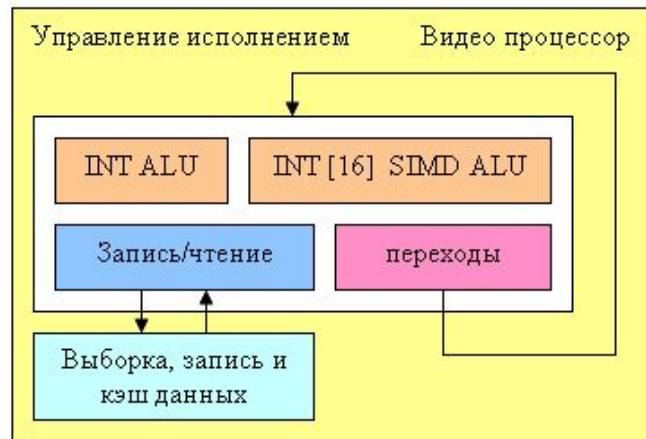 Управление исполнением
Видео процессор
INT ALU
INT [16] SIMD ALU
Запись/чтение
переходы
Выборка, запись и
кэш данных